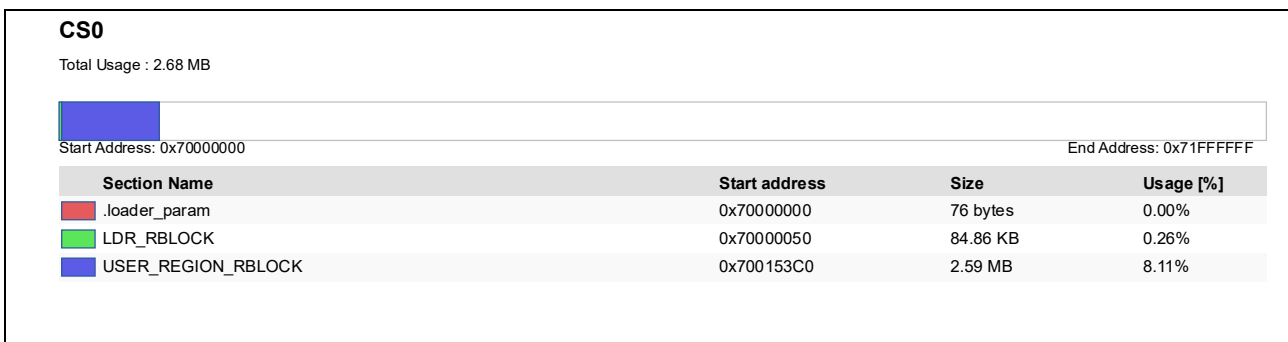 CS0
Total Usage : 2.68 MB
Start Address: 0x70000000 End Address: 0x71FFFFFF
Section Name Start address Size Usage [%]
.loader_param 0x70000000 76 bytes 0.00%
LDR_RBLOCK 0x70000050 84.86 KB 0.26%
USER_REGION_RBLOCK 0x700153C0 2.59 MB 8.11%